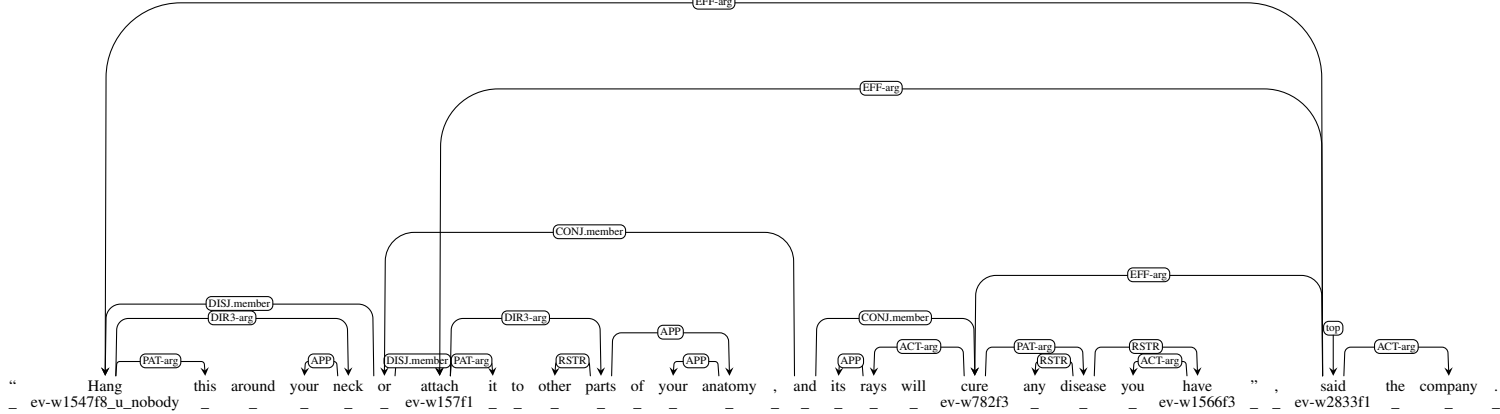 EFF-arg
EFF-arg
CONJ.member
EFF-arg
DISJ.member
DIR3-arg DIR3-arg CONJ.member
top
APP
ACT-arg RSTR ACT-arg
PAT-arg
PAT-arg APP DISJ.member PAT-arg RSTR APP APP RSTR ACT-arg
“ Hang this around your neck or attach it to other parts of your anatomy , and its rays will cure any disease you have ” , said the company .
_ ev-w1547f8_u_nobody _ _ _ _ _ ev-w157f1 _ _ _ _ _ _ _ _ _ _ _ _ ev-w782f3 _ _ _ ev-w1566f3 _ _ ev-w2833f1 _ _ _